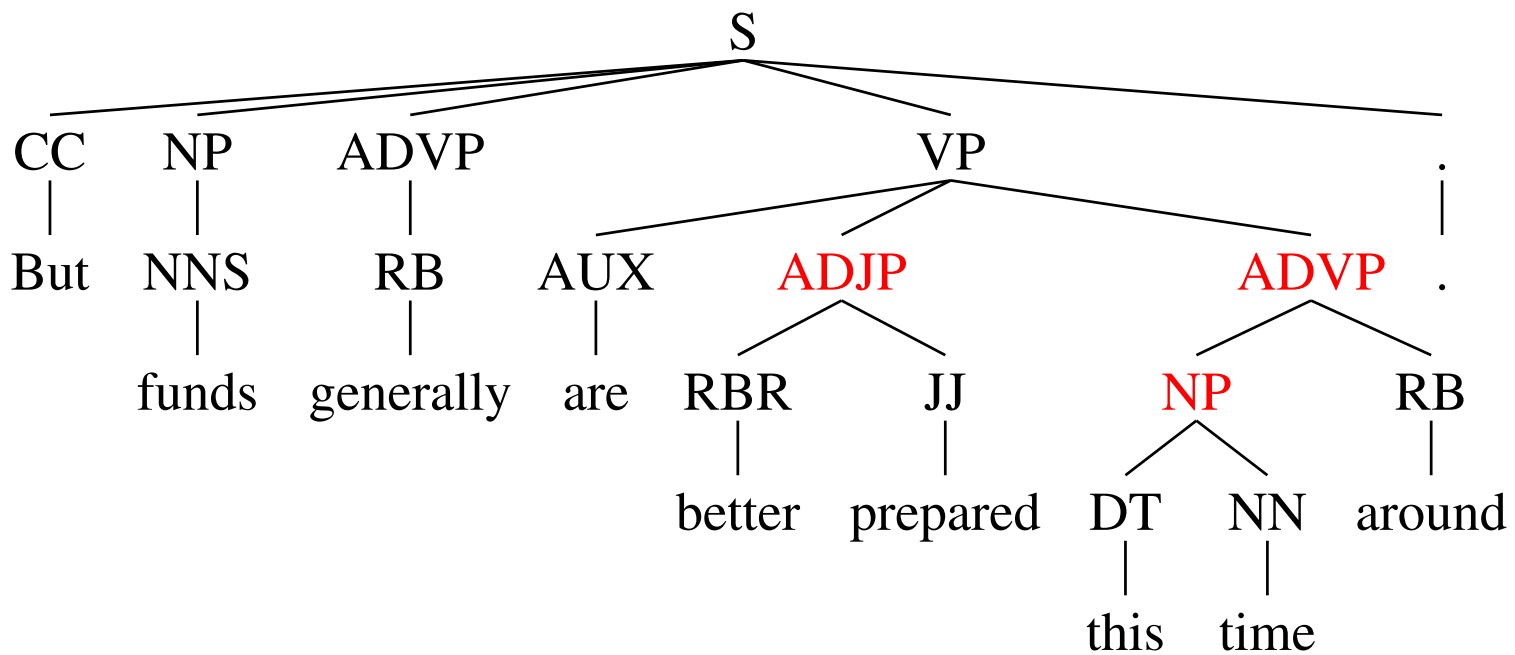 S
CC NP ADVP VP .
But NNS RB AUX ADJP ADVP .
funds generally are RBR JJ NP RB
better prepared DT NN around
this time